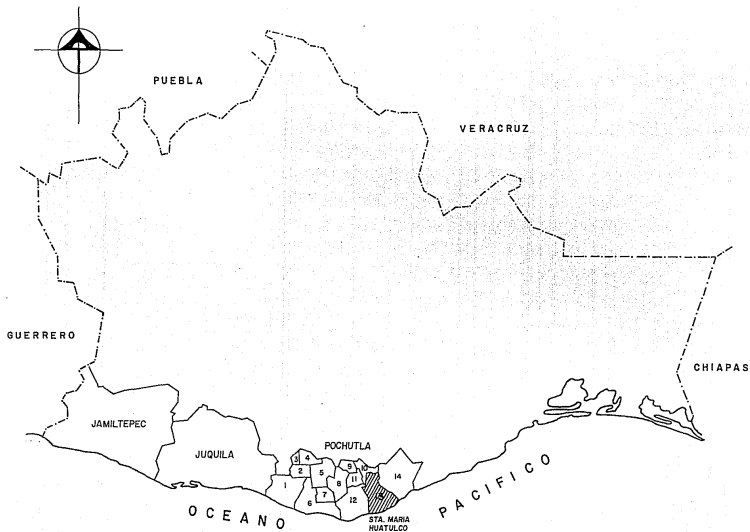 PUEBLA
VERACRUZ
GUERRERO
CHIAPAS
JAMILTEPEC
JUQUILA
POCHUTLA
3 4
9 10
2 5
8 11
14
1
6 7
12
OCEANO PACIFICO
STA. MARIA
HUATULCO